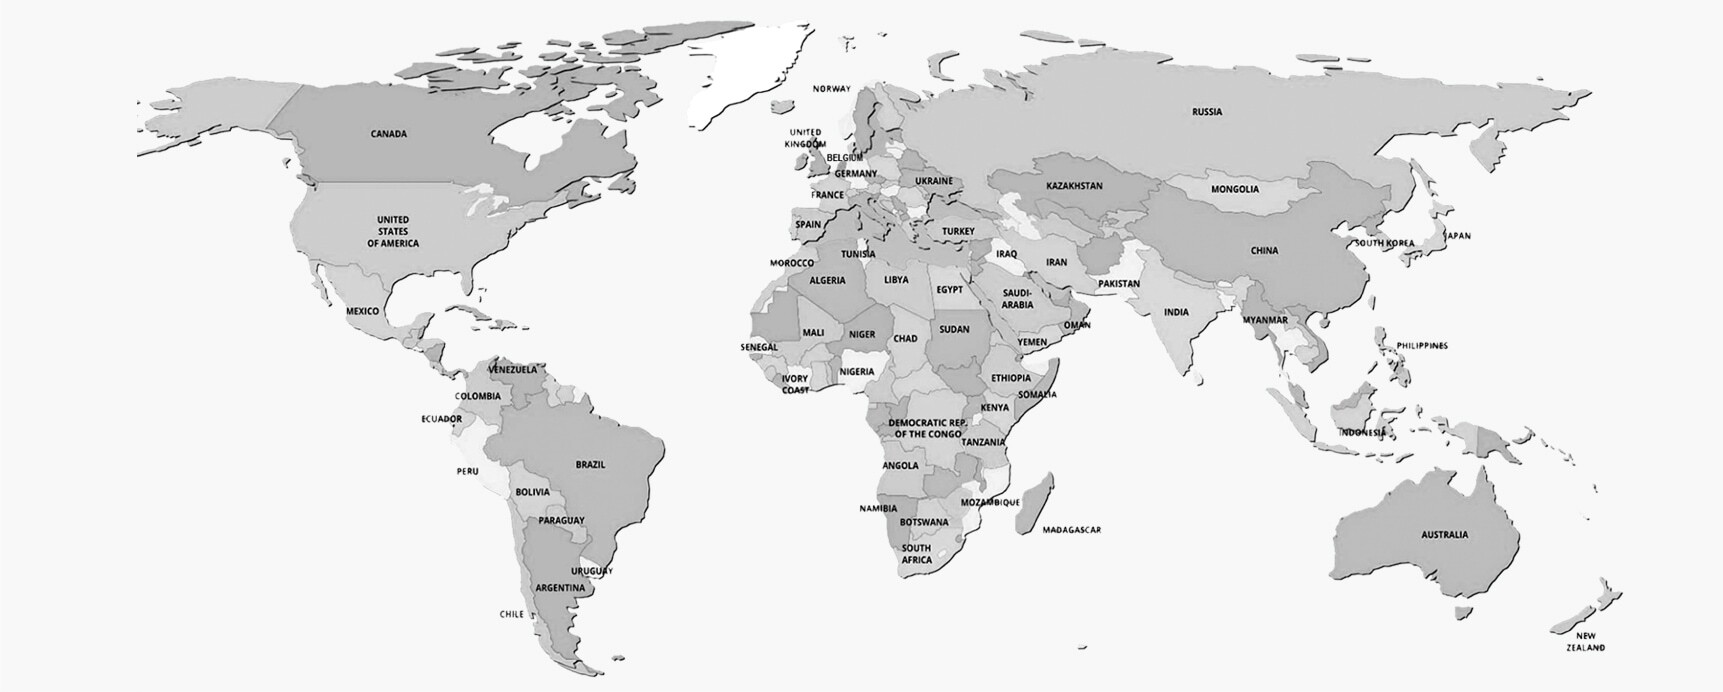 NORWAY
RUSSIA
UNITED
KINGDOM
CANADA
BELGIUM
GERMANY
UKRAINE
KAZAKHSTAN
MONGOLIA
FRANCE
UNITED
STATES
OF AMERICA
SPAIN
TURKEY
JAPAN
SOUTH KOREA
CHINA
TUNISIA
IRAQ
IRAN
MOROCCO
ALGERIA
LIBYA
EGYPT
PAKISTAN
SAUDI-
ARABIA
MEXICO
INDIA
MYANMAR
OMAN
MALI
NIGER
CHAD
SUDAN
YEMEN
SENEGAL
PHILIPPINES
VENEZUELA
NIGERIA
IVORY
COAST
ETHIOPIA
SOMALIA
COLOMBIA
KENYA
ECUADOR
DEMOCRATIC REP.
OF THE CONGO
INDONESIA
TANZANIA
PERU
BRAZIL
ANGOLA
BOLIVIA
MOZAMBIQUE
NAMIBIA
PARAGUAY
BOTSWANA
MADAGASCAR
AUSTRALIA
SOUTH
AFRICA
URUGUAY
ARGENTINA
CHILE
NEW
ZEALAND